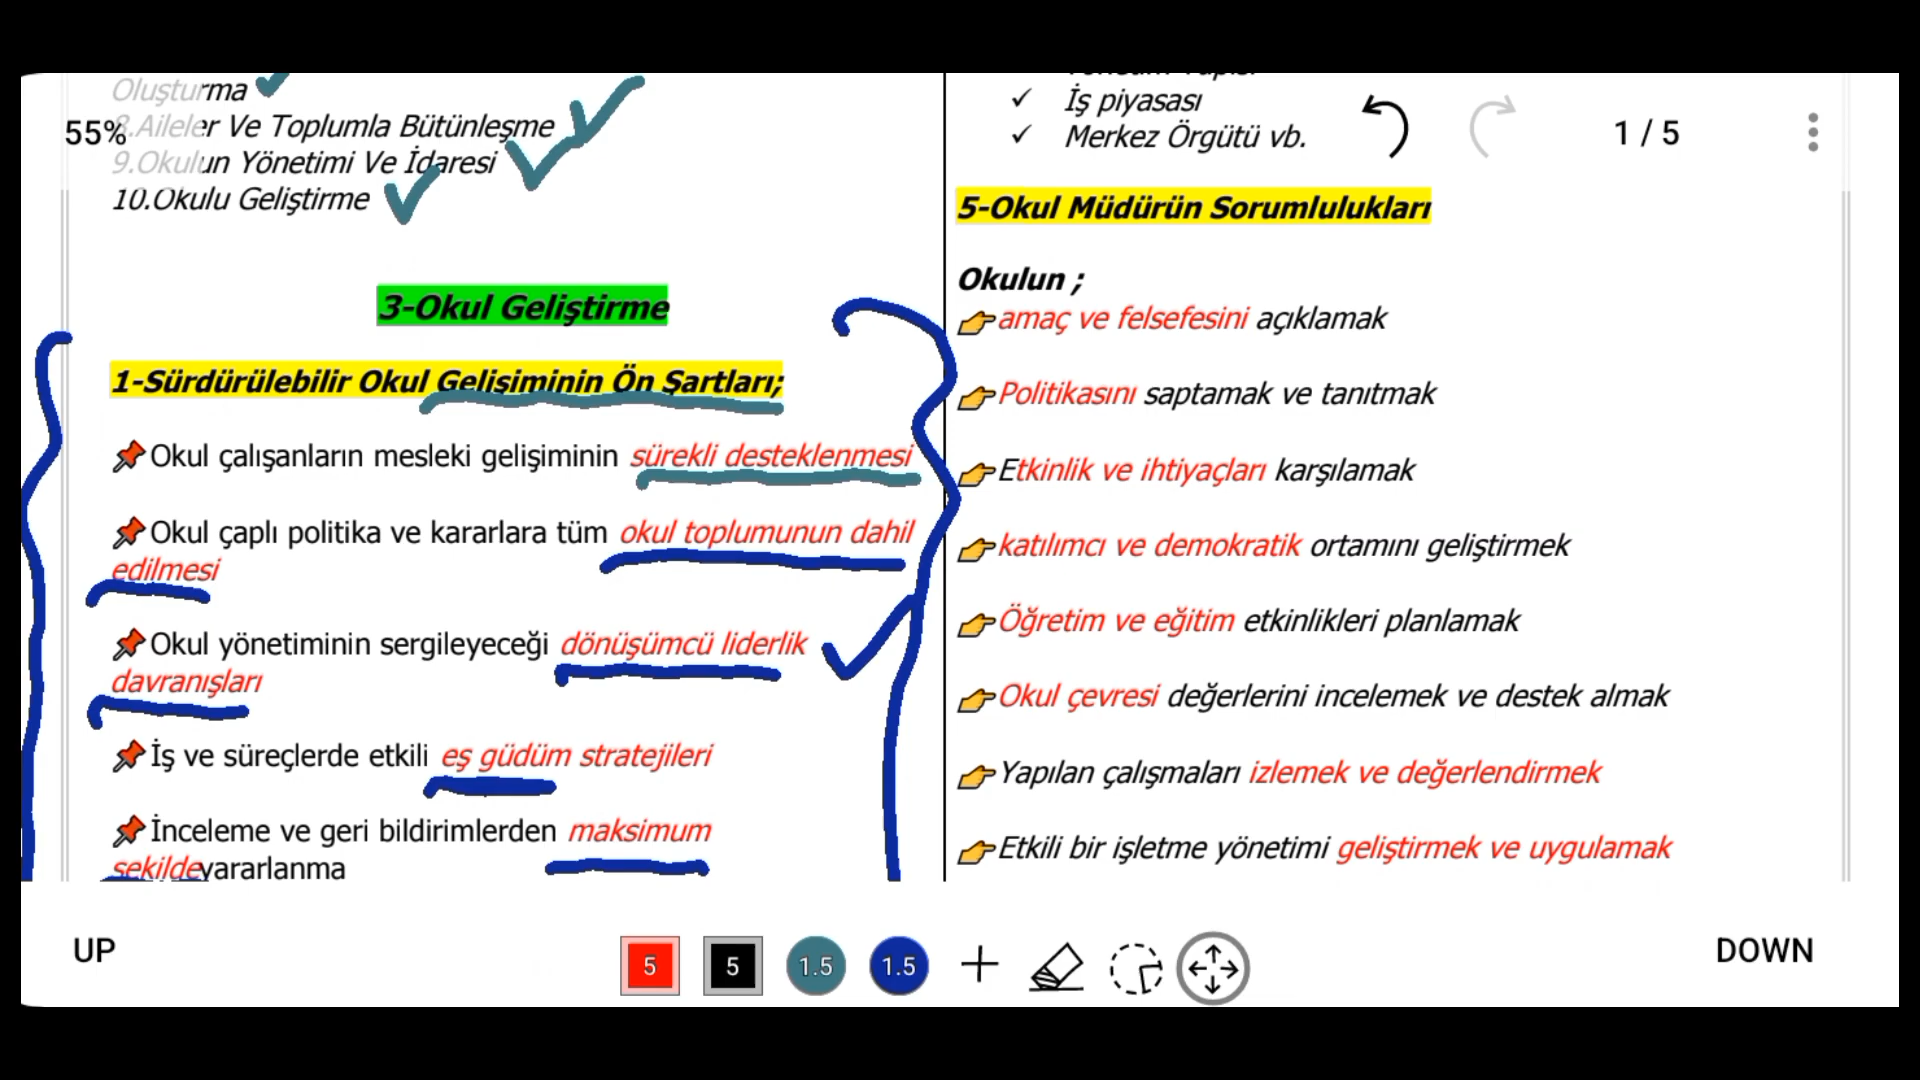 Oluşturma
55%
8.Aileler Ve Toplumla Bütünleşme
9.Okulun Yönetimi Ve İdaresi
10.Okulu Geliştirme
3-Okul Geliştirme
1-Sürdürülebilir Okul Gelişiminin Ön Şartları;
Okul çalışanların mesleki gelişiminin sürekli desteklenmesi
Okul çaplı politika ve kararlara tüm okul toplumunun dahil
edilmesi
Okul yönetiminin sergileyeceği dönüşümcü liderlik
davranışları
İş ve süreçlerde etkili eş güdüm stratejileri
İnceleme ve geri bildirimlerden maksimum
şekildeyararlanma
✓ İş piyasası
✓ Merkez Örgütü vb.
1 / 5
5-Okul Müdürün Sorumlulukları
Okulun ;
amaç ve felsefesini açıklamak
Politikasını saptamak ve tanıtmak
Etkinlik ve ihtiyaçları karşılamak
katılımcı ve demokratik ortamını geliştirmek
Öğretim ve eğitim etkinlikleri planlamak
Okul çevresi değerlerini incelemek ve destek almak
Yapılan çalışmaları izlemek ve değerlendirmek
Etkili bir işletme yönetimi geliştirmek ve uygulamak
UP
5
5
1.5
1.5
DOWN